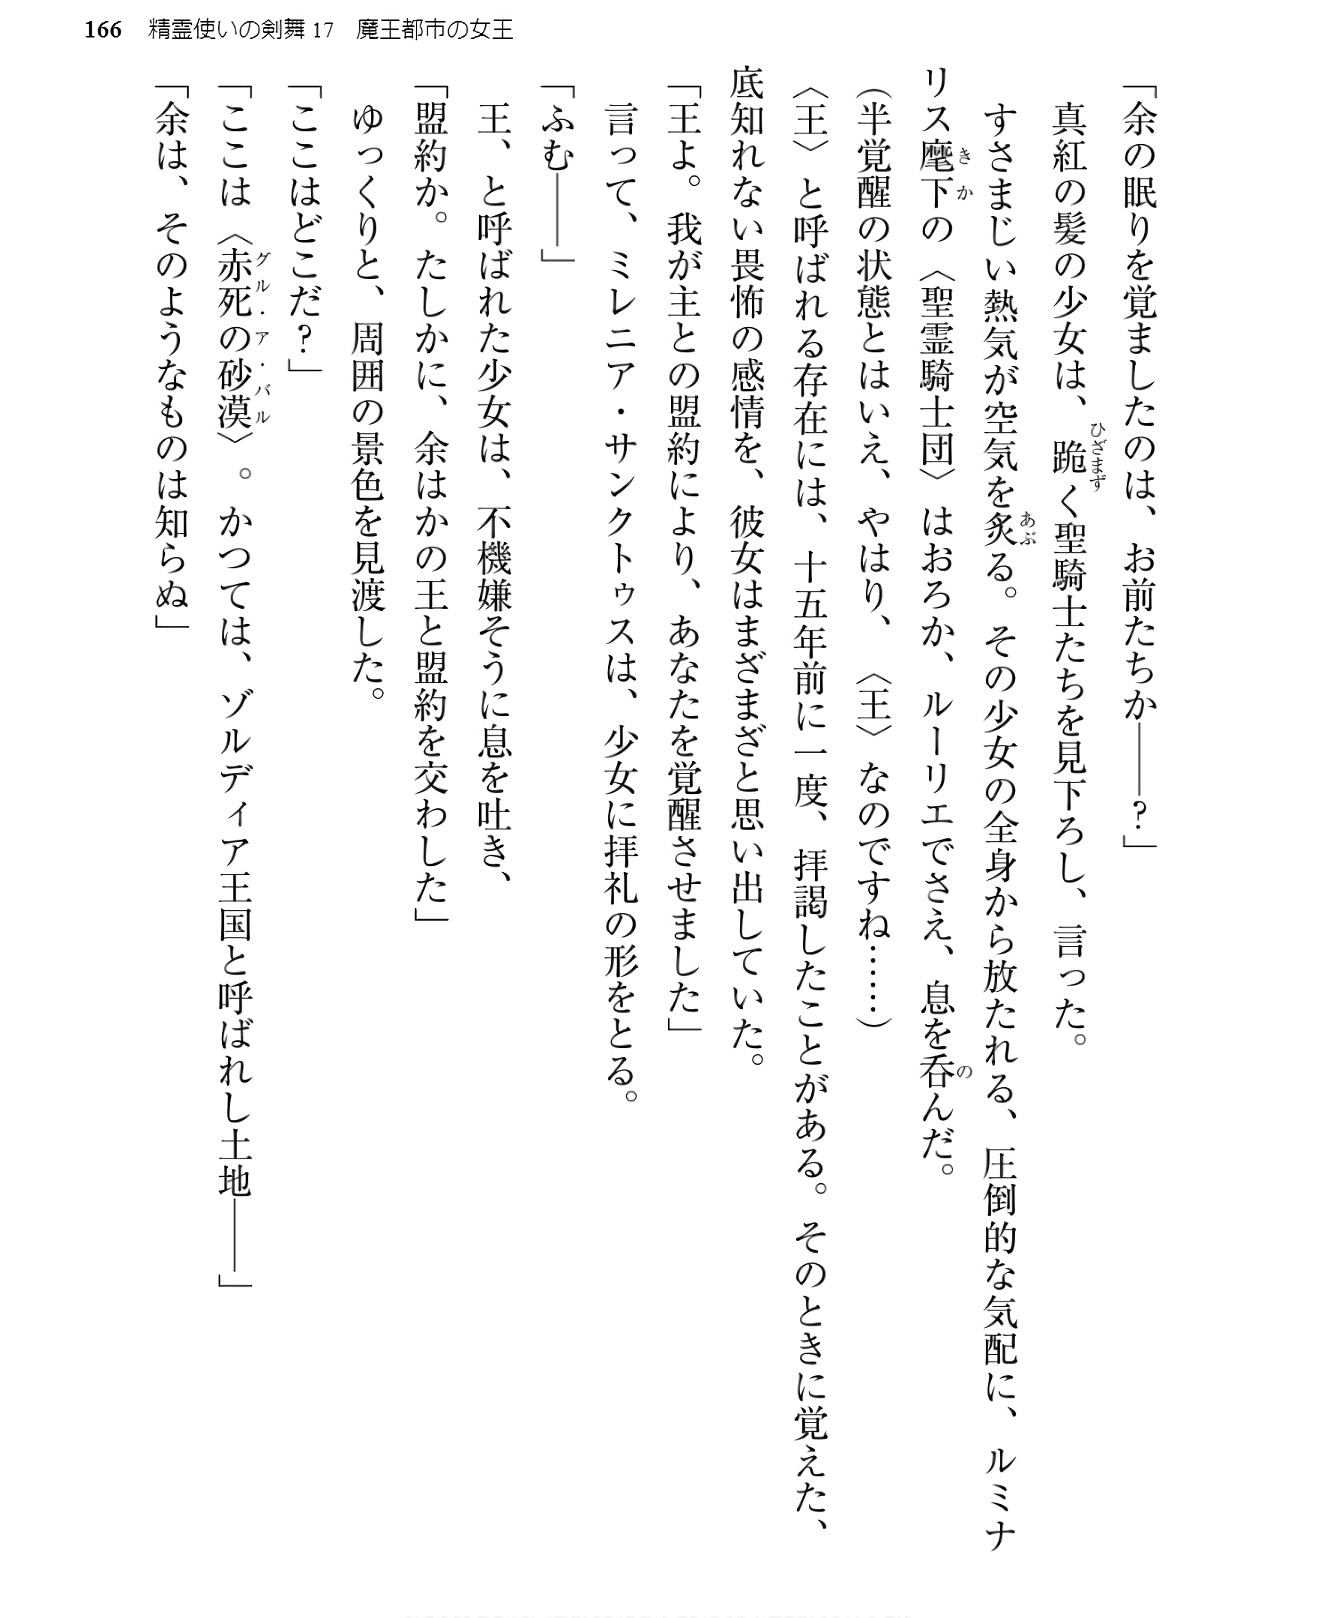 166 精霊使いの剣舞17 魔王都市の女王
「余の眠りを覚ましたのは、お前たちか――？」
真紅の髪の少女は、跪く聖騎士たちを見下ろし、言った。
すさまじい熱気が空気を炙る。その少女の全身から放たれる、圧倒的な気配に、ルミナ
リス麾下の〈聖霊騎士団〉はおろか、ルーリエでさえ、息を呑んだ。
（半覚醒の状態とはいえ、やはり、〈王〉なのですね……）
〈王〉と呼ばれる存在には、十五年前に一度、拝謁したことがある。そのときに覚えた、
底知れない畏怖の感情を、彼女はまざまざと思い出していた。
「王よ。我が主との盟約により、あなたを覚醒させました」
言って、ミレニア・サンクトゥスは、少女に拝礼の形をとる。
「ふむ――」
王、と呼ばれた少女は、不機嫌そうに息を吐き、
「盟約か。たしかに、余はかの王と盟約を交わした」
ゆっくりと、周囲の景色を見渡した。
「ここはどこだ？」
「ここは〈赤死の砂漠〉。かつては、ゾルディア王国と呼ばれし土地――」
「余は、そのようなものは知らぬ」
ひざまず
あぶ
きか
の
グル・ア・バル